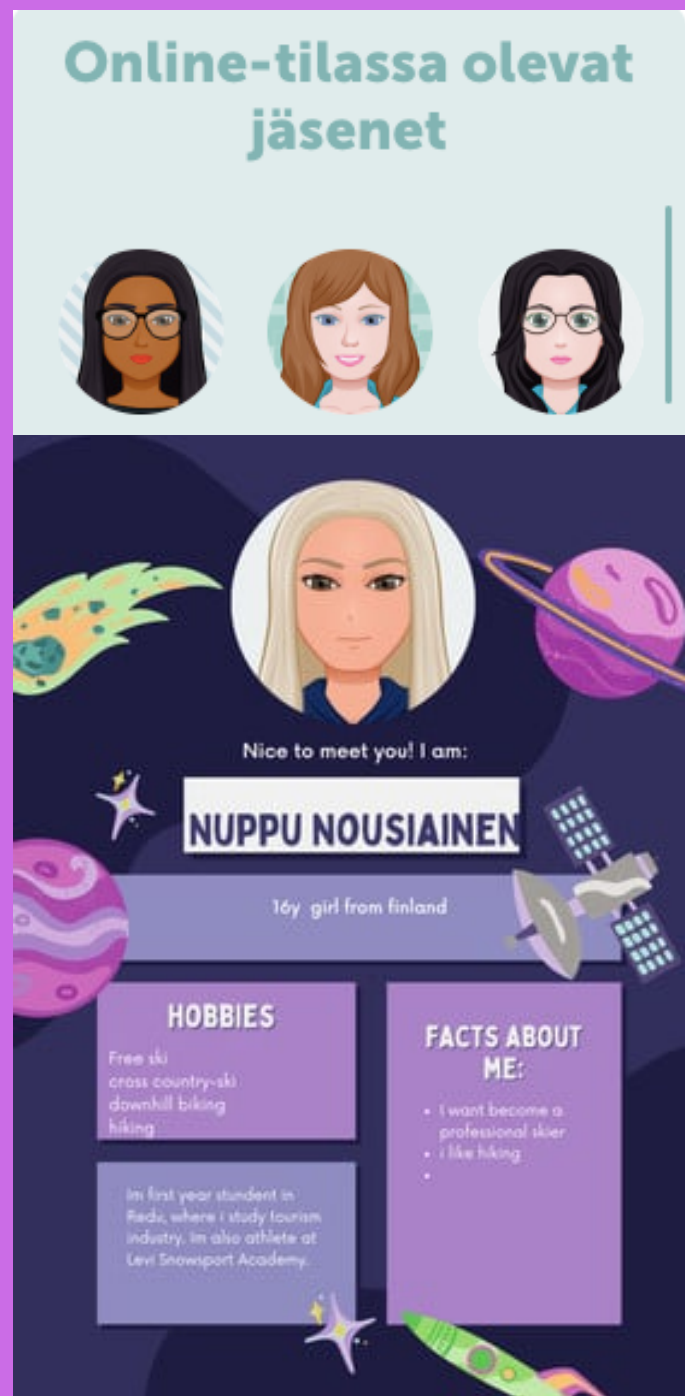 Online-tilassa olevat
jäsenet
Nice to meet you! I am:
NUPPU NOUSIAINEN
16y girl from finland
HOBBIES
Free ski
cross country-ski
downhill biking
hiking
FACTS ABOUT
ME:
• I want become a
professional skier
• i like hiking
•
Im first year stundent in
Redu, where i study tourism
industry. Im also athlete at
Levi Snowsport Academy.